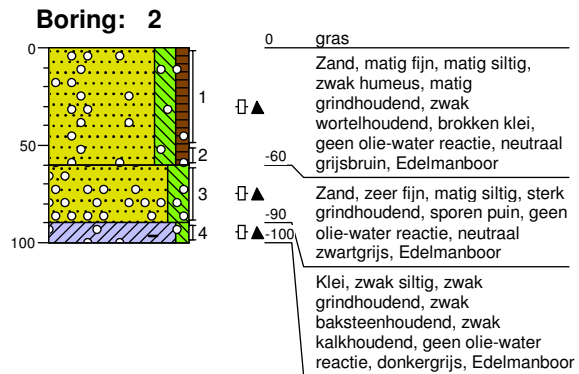 Boring: 2
0
50
100
1
2
3
4
0
gras
Zand, matig fijn, matig siltig,
zwak humeus, matig
grindhoudend, zwak
wortelhoudend, brokken klei,
geen olie-water reactie, neutraal
grijsbruin, Edelmanboor
-60
Zand, zeer fijn, matig siltig, sterk
grindhoudend, sporen puin, geen
olie-water reactie, neutraal
zwartgrijs, Edelmanboor
-90
-100
Klei, zwak siltig, zwak
grindhoudend, zwak
baksteenhoudend, zwak
kalkhoudend, geen olie-water
reactie, donkergrijs, Edelmanboor